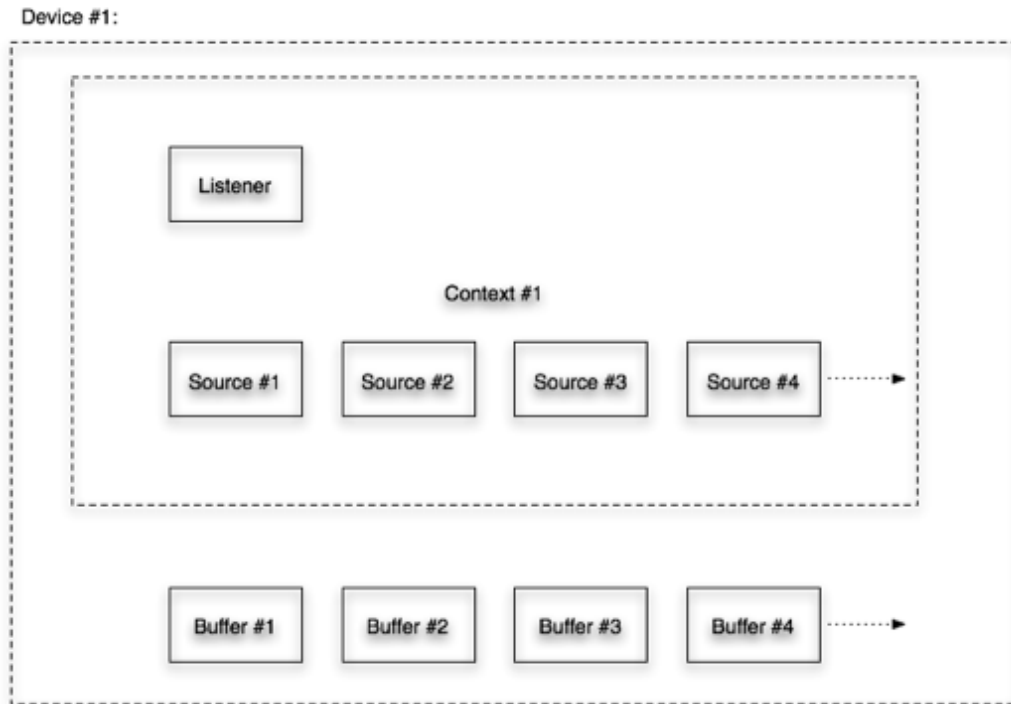 Device #1:
Listener
Context #1
Source #1 Source #2 Source #3 Source #4
Buffer #1 Buffer #2 Buffer #3 Buffer #4